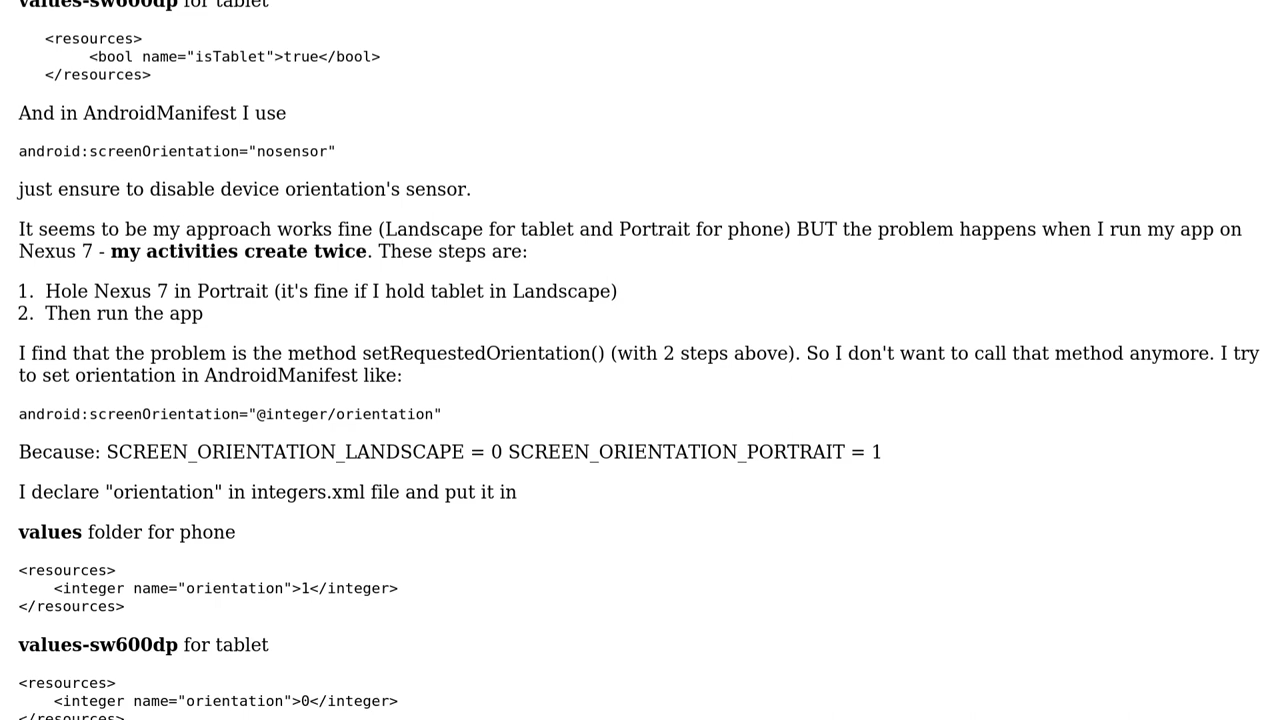 values-sw600dp for tablet
<resources>
<bool name="isTablet">true</bool>
</resources>
And in AndroidManifest I use
android:screenOrientation="nosensor"
just ensure to disable device orientation's sensor.
It seems to be my approach works fine (Landscape for tablet and Portrait for phone) BUT the problem happens when I run my app on
Nexus 7 - my activities create twice. These steps are:
1. Hole Nexus 7 in Portrait (it's fine if I hold tablet in Landscape)
2. Then run the app
I find that the problem is the method setRequestedOrientation() (with 2 steps above). So I don't want to call that method anymore. I try
to set orientation in AndroidManifest like:
android:screenOrientation="@integer/orientation"
Because: SCREEN_ORIENTATION_LANDSCAPE = 0 SCREEN_ORIENTATION_PORTRAIT = 1
I declare "orientation" in integers.xml file and put it in
values folder for phone
<resources>
<integer name="orientation">1</integer>
</resources>
values-sw600dp for tablet
<resources>
<integer name="orientation">0</integer>
</resources>